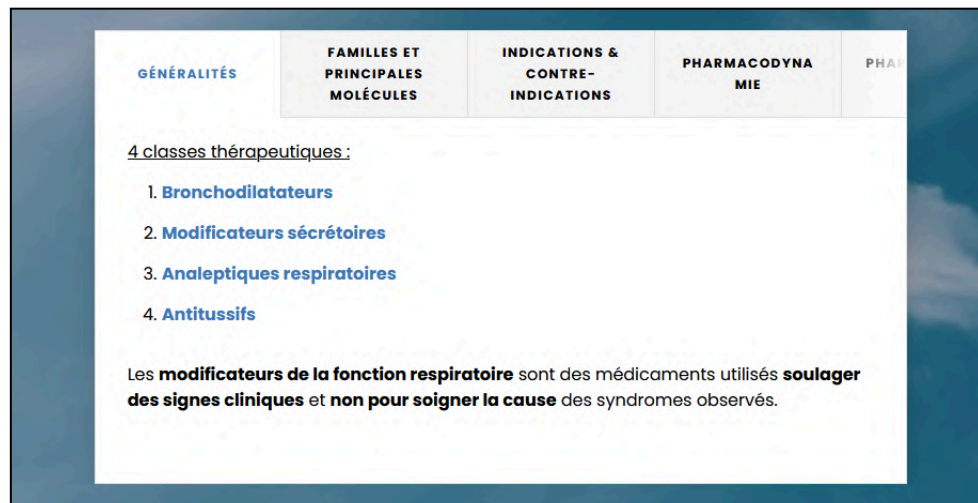 GÉNÉRALITÉS
FAMILLES ET
PRINCIPALES
MOLÉCULES
INDICATIONS &
CONTRE-
INDICATIONS
PHARMACODYNA
MIE
4 classes thérapeutiques :
1. Bronchodilatateurs
2. Modificateurs sécrétoires
3. Analeptiques respiratoires
4. Antitussifs
Les modificateurs de la fonction respiratoire sont des médicaments utilisés soulager
des signes cliniques et non pour soigner la cause des syndromes observés.